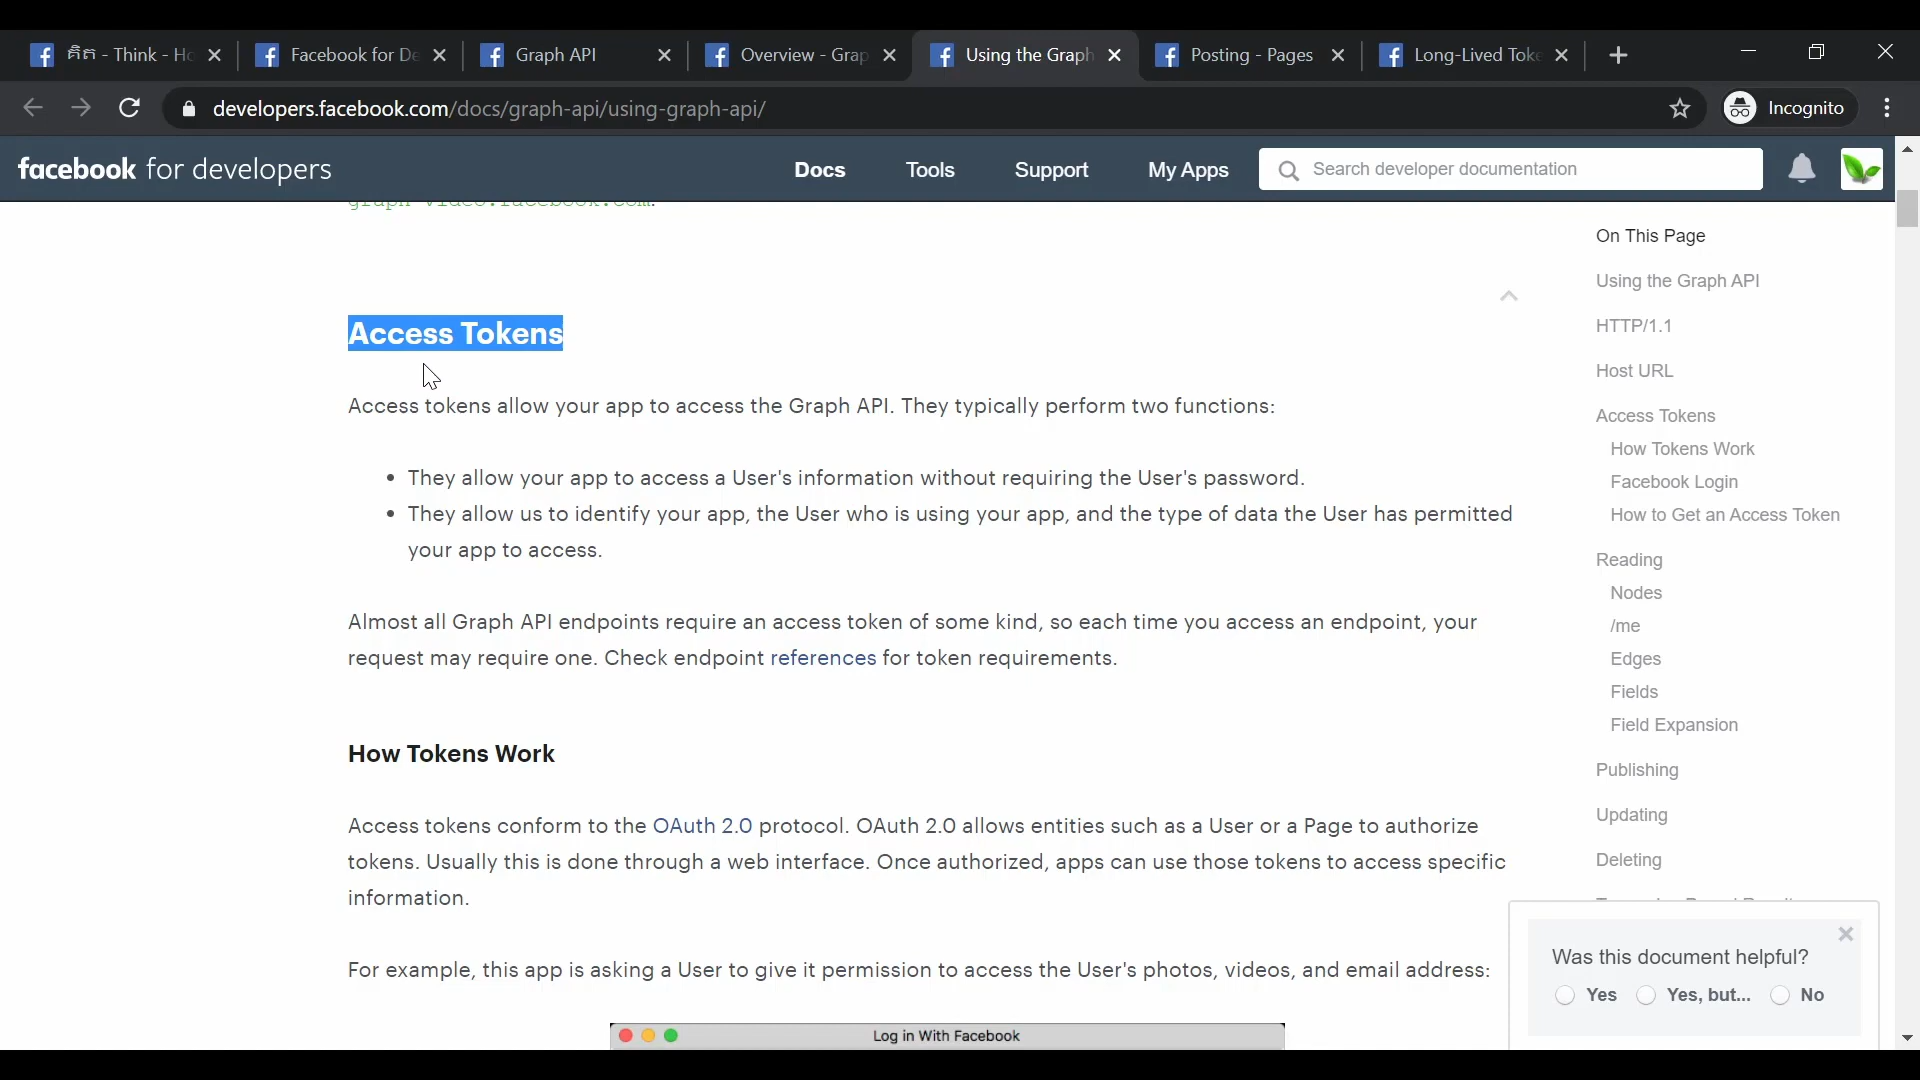 គិត - Think - Ho
Facebook for De
Graph API
Overview - Grap
Using the Graph
Posting - Pages
Long-Lived Toke
developers.facebook.com/docs/graph-api/using-graph-api/
Incognito
facebook for developers
Docs
Tools
Support
My Apps
Search developer documentation
graph-video.facebook.com.
On This Page
Using the Graph API
HTTP/1.1
Host URL
Access Tokens
How Tokens Work
Facebook Login
How to Get an Access Token
Reading
Nodes
/me
Edges
Fields
Field Expansion
Publishing
Updating
Deleting
Access Tokens
Access tokens allow your app to access the Graph API. They typically perform two functions:
• They allow your app to access a User's information without requiring the User's password.
• They allow us to identify your app, the User who is using your app, and the type of data the User has permitted
your app to access.
Almost all Graph API endpoints require an access token of some kind, so each time you access an endpoint, your
request may require one. Check endpoint references for token requirements.
How Tokens Work
Access tokens conform to the OAuth 2.0 protocol. OAuth 2.0 allows entities such as a User or a Page to authorize
tokens. Usually this is done through a web interface. Once authorized, apps can use those tokens to access specific
information.
For example, this app is asking a User to give it permission to access the User's photos, videos, and email address:
Log in With Facebook
Was this document helpful?
Yes
Yes, but...
No